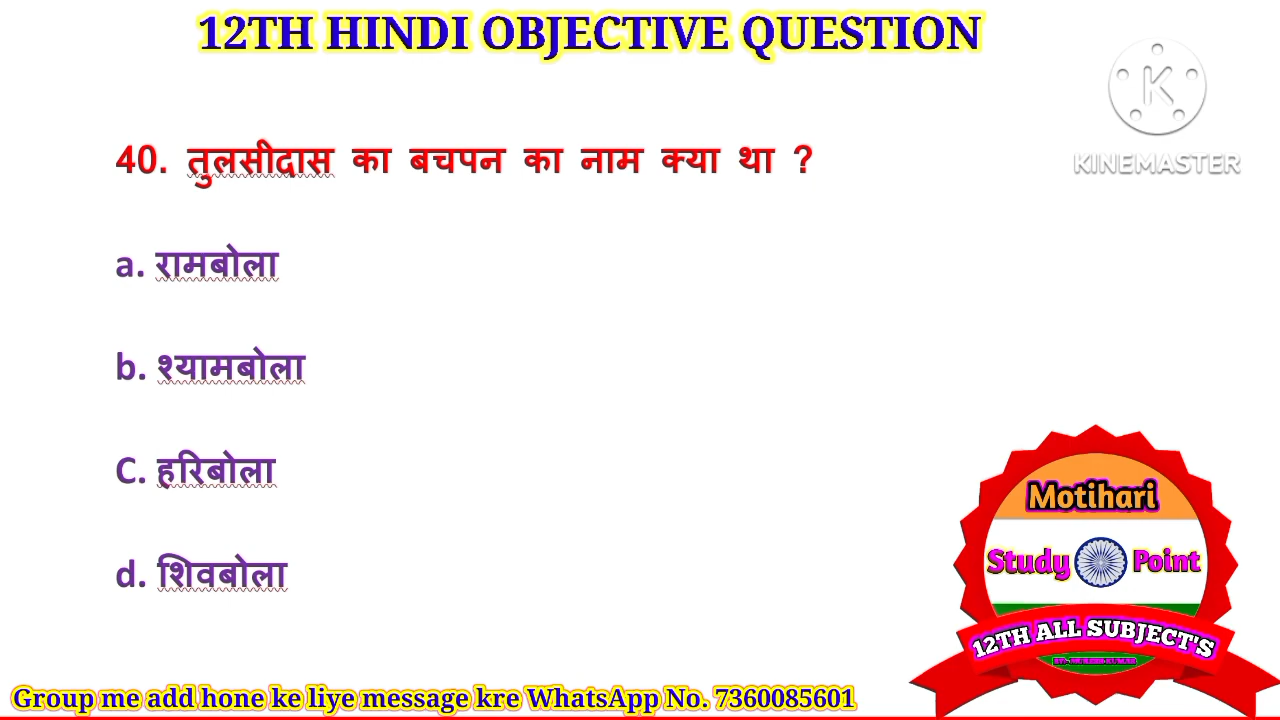 12TH HINDI OBJECTIVE QUESTION
K
KINEMASTER
40. तुलसीदास का बचपन का नाम क्या था ?
a. रामबोला
b. श्यामबोला
C. हरिबोला
d. शिवबोला
Motihari
Study Point
12TH ALL SUBJECT'S
Group me add hone ke liye message kre WhatsApp No. 7360085601